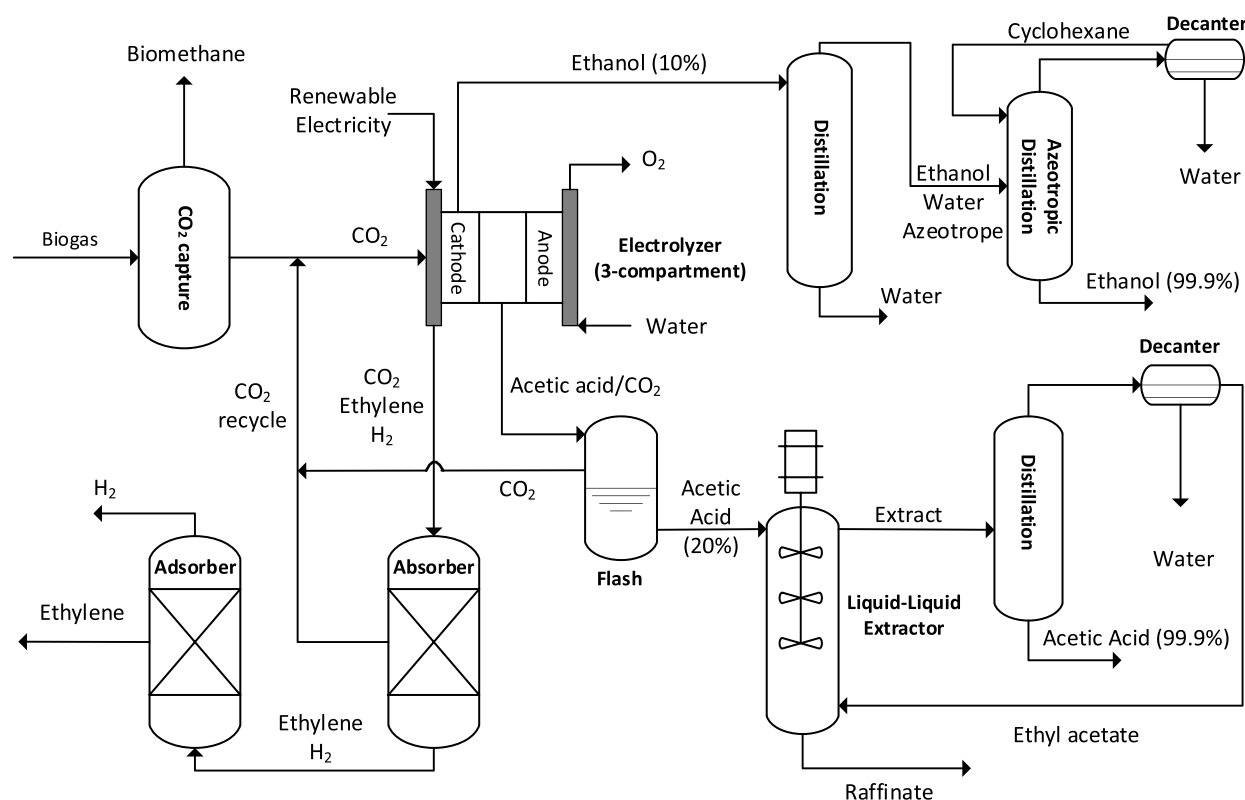 Decanter
Cyclohexane
Biomethane
Ethanol (10%)
Renewable
Electricity
Distillation
Azeotropic
Distillation
O₂
Water
Ethanol
Water
Azeotrope
CO₂ capture
Cathode
Anode
Biogas
CO₂
Electrolyzer
(3-compartment)
Ethanol (99.9%)
Water
Water
Decanter
CO₂
recycle
CO₂
Ethylene
H₂
Acetic acid/CO₂
Distillation
H₂
CO₂
Acetic
Acid
(20%)
Extract
Water
Adsorber
Absorber
Flash
Ethylene
Liquid-Liquid
Extractor
Acetic Acid (99.9%)
Ethylene
H₂
Ethyl acetate
Raffinate